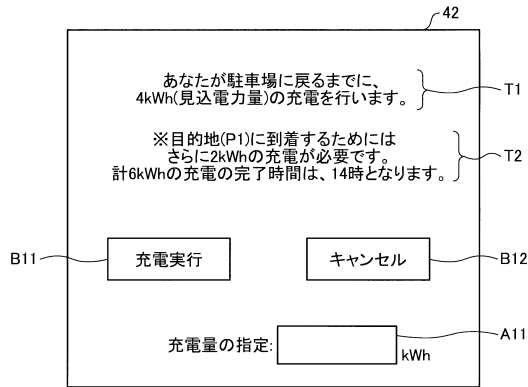 42
あなたが駐車場に戻るまでに、
4kWh(見込電力量)の充電を行います。
T1
※目的地(P1)に到着するためには
さらに2kWhの充電が必要です。
計6kWhの充電の完了時間は、14時となります。
T2
B11
充電実行
キャンセル
B12
充電量の指定:
kWh
A11